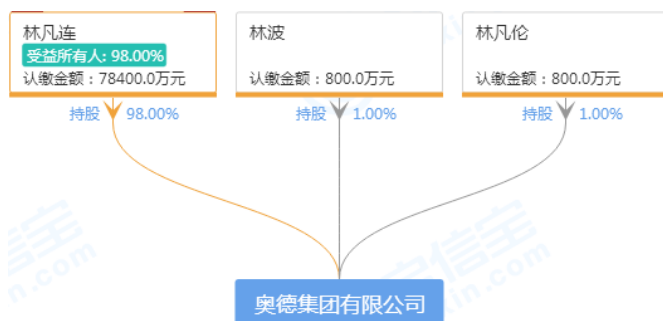 林凡连
受益所有人: 98.00%
认缴金额：78400.0万元
林波
认缴金额：800.0万元
林凡伦
认缴金额：800.0万元
持股 98.00%
持股 1.00%
持股 1.00%
奥德集团有限公司